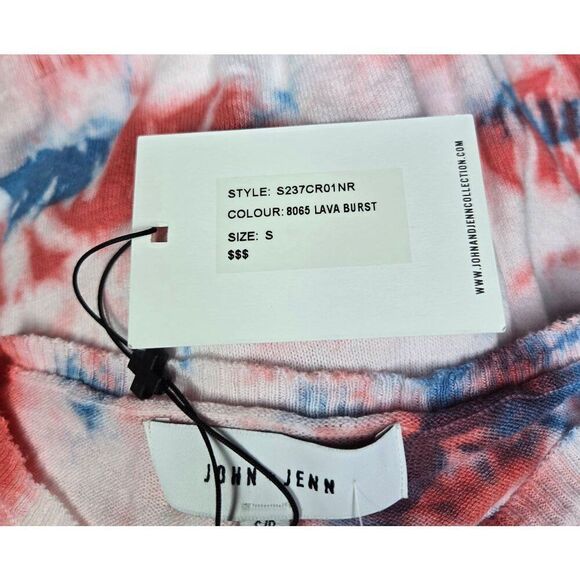 STYLE: S237CR01NR
COLOUR: 8065 LAVA BURST
SIZE: S
$$$
WWW.JOHNANDJENNCOLLECTION.COM
JOHN JENN